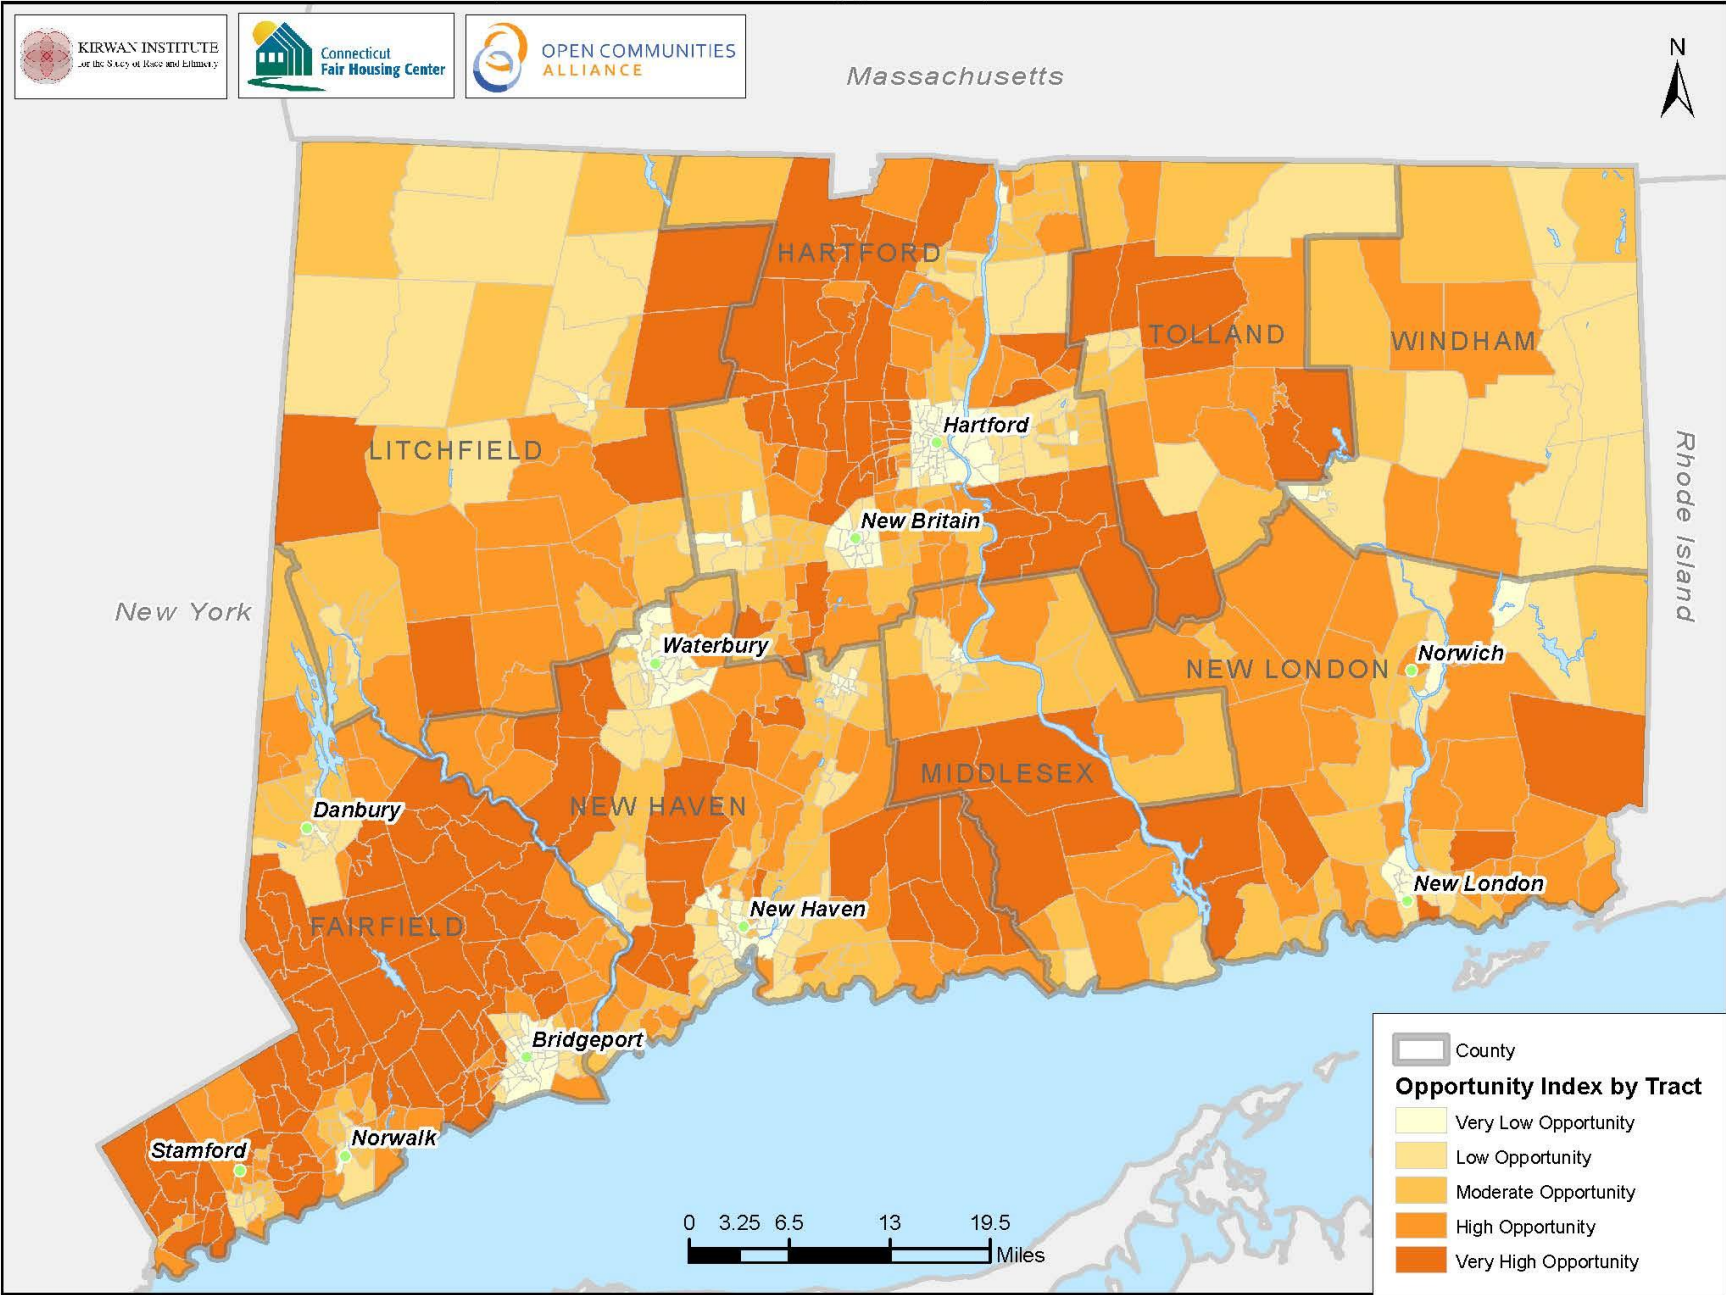 KIRWAN INSTITUTE
for the Study of Race and Ethnicity
Connecticut
Fair Housing Center
OPEN COMMUNITIES
ALLIANCE
Massachusetts
N
HARTFORD
TOLLAND
WINDHAM
Hartford
LITCHFIELD
Rhode Island
New Britain
New York
Waterbury
Norwich
NEW LONDON
MIDDLESEX
NEW HAVEN
Danbury
New London
New Haven
FAIRFIELD
Bridgeport
Norwalk
Stamford
0 3.25 6.5 13 19.5
Miles
County
Opportunity Index by Tract
Very Low Opportunity
Low Opportunity
Moderate Opportunity
High Opportunity
Very High Opportunity